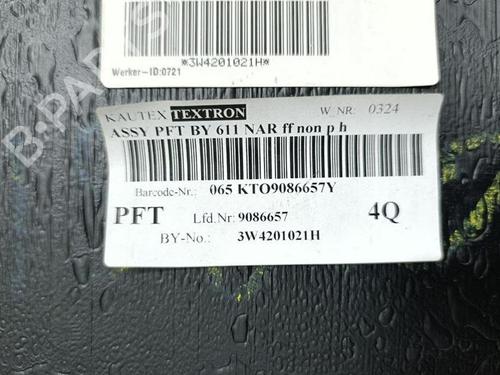 *3W4201021H*
Werker-ID:0721
KAUTEX TEXTRON W_NR: 0324
ASSY PFT BY 611 NAR ff non p h
Barcode-Nr.: 065 KTO9086657Y
PFT Lfd.Nr: 9086657 4Q
BY-No.: 3W4201021H
B-PARTS